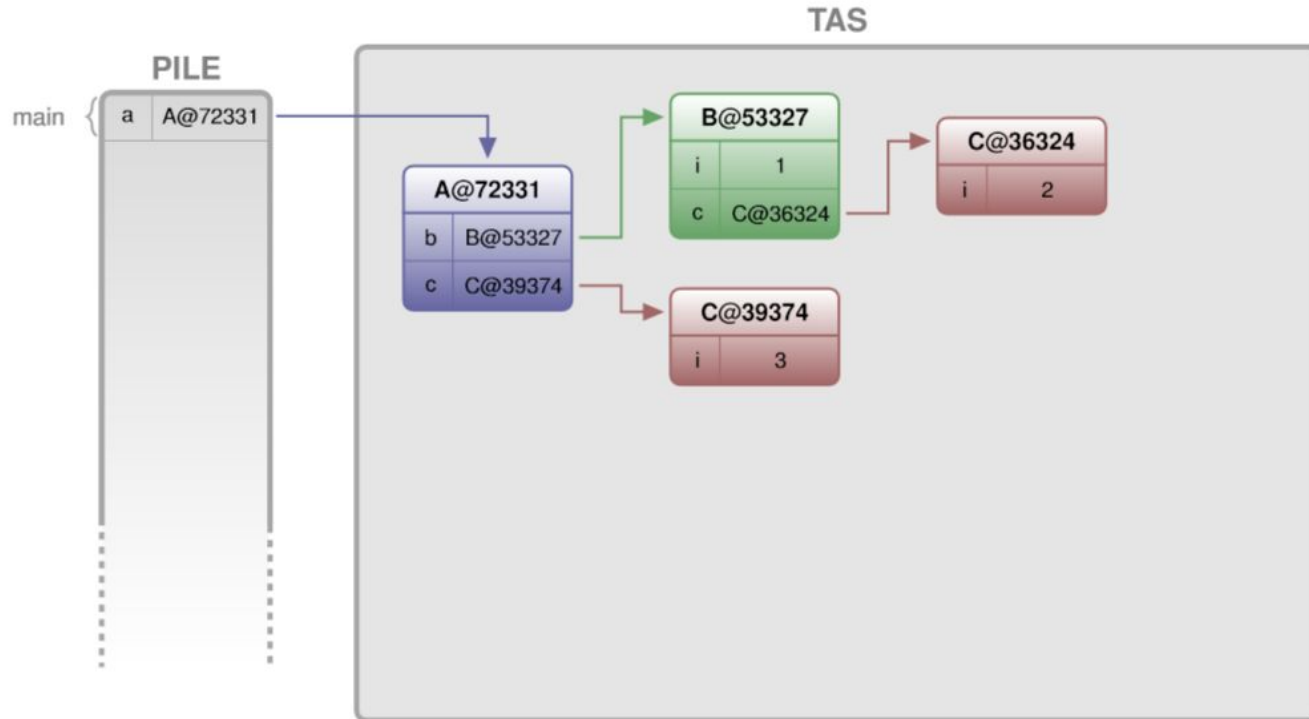 TAS
PILE
main { a A@72331
A@72331
b B@53327
c C@39374
B@53327
i 1
c C@36324
C@36324
i 2
C@39374
i 3